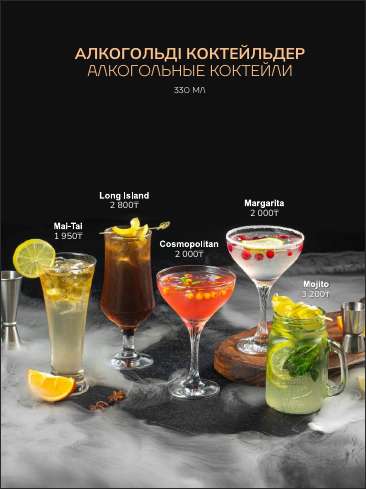 АЛКОГОЛЬДІ КОКТЕЙЛЬДЕР
АЛКОГОЛЬНЫЕ КОКТЕЙЛИ
330 МЛ
Long Island
2 800₸
Margarita
2 000₸
Mai-Tai
1 950₸
Cosmopolitan
2 000₸
Mojito
3 200₸